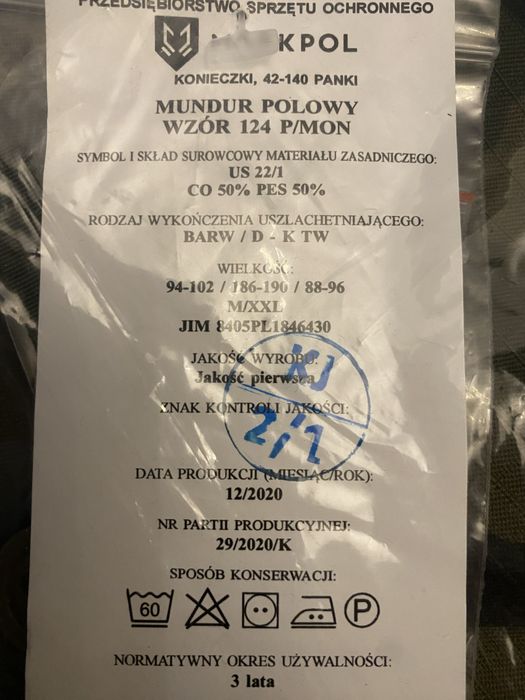 PRZEDSIĘBIORSTWO SPRZĘTU OCHRONNEGO
KPOL
KONIECZKI, 42-140 PANKI
MUNDUR POLOWY
WZÓR 124 P/MON
SYMBOL I SKŁAD SUROWCOWY MATERIAŁU ZASADNICZEGO:
US 22/1
CO 50% PES 50%
RODZAJ WYKOŃCZENIA USZLACHETNIAJĄCEGO:
BARW / D - K TW
WIELKOŚĆ:
94-102 / 186-190 / 88-96
M/XXL
JIM 8405PL1846430
JAKOŚĆ WYROBU:
Jakość pierwsza
KJ
ZNAK KONTROLI JAKOŚCI:
DATA PRODUKCJI (MIESIĄC/ROK):
12/2020
NR PARTII PRODUKCYJNEJ:
29/2020/K
SPOSÓB KONSERWACJI:
60 P
NORMATYWNY OKRES UŻYWALNOŚCI:
3 lata